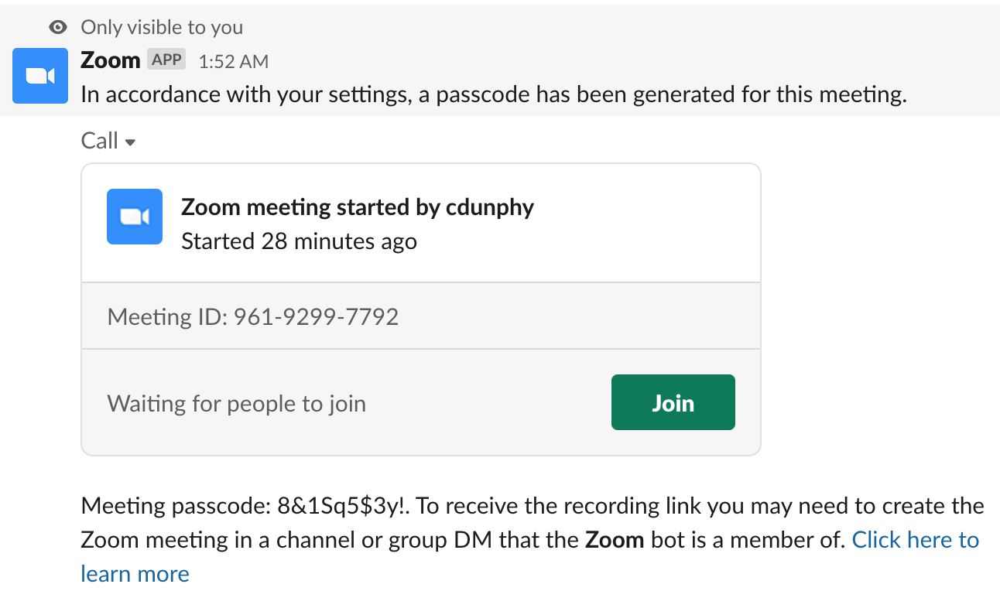 Only visible to you
Zoom APP 1:52 AM
In accordance with your settings, a passcode has been generated for this meeting.
Call
Zoom meeting started by cdunphy
Started 28 minutes ago
Meeting ID: 961-9299-7792
Waiting for people to join
Join
Meeting passcode: 8&1Sq5$3y!. To receive the recording link you may need to create the
Zoom meeting in a channel or group DM that the Zoom bot is a member of. Click here to
learn more